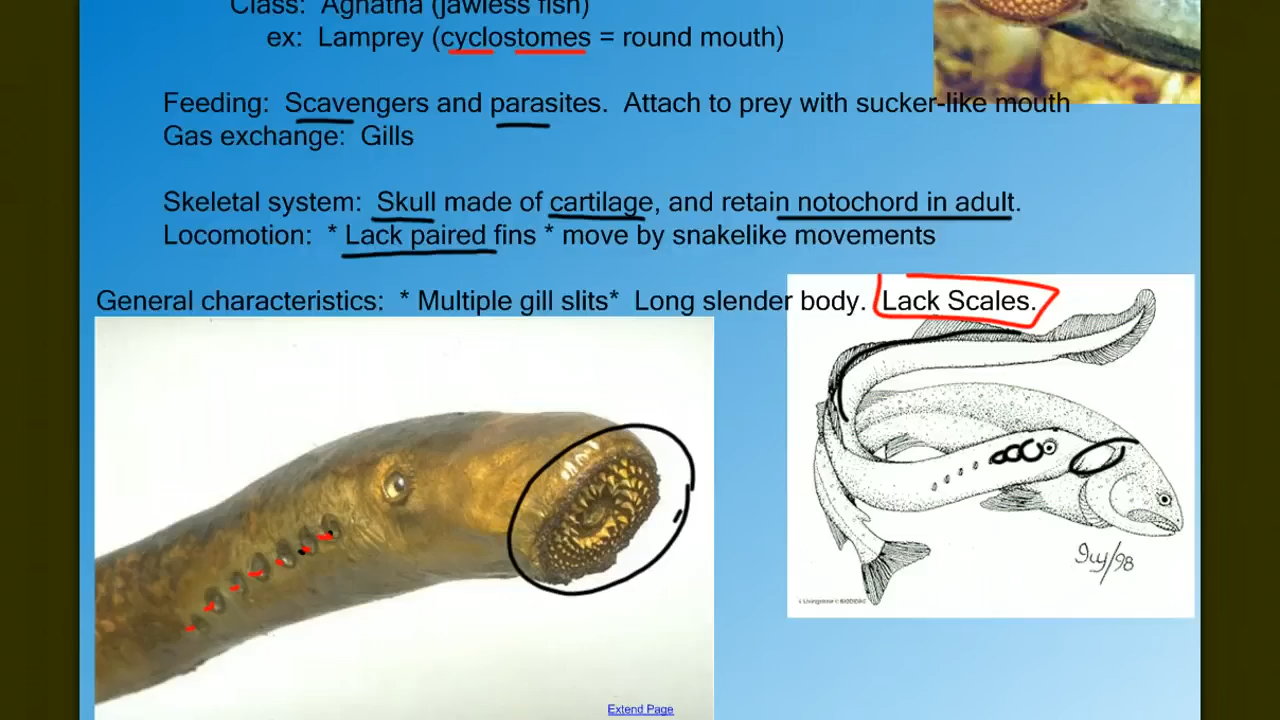 Class: Agnatha (jawless fish)
ex: Lamprey (cyclostomes = round mouth)
Feeding: Scavengers and parasites. Attach to prey with sucker-like mouth
Gas exchange: Gills
Skeletal system: Skull made of cartilage, and retain notochord in adult.
Locomotion: * Lack paired fins * move by snakelike movements
General characteristics: * Multiple gill slits* Long slender body. Lack Scales.
Extend Page